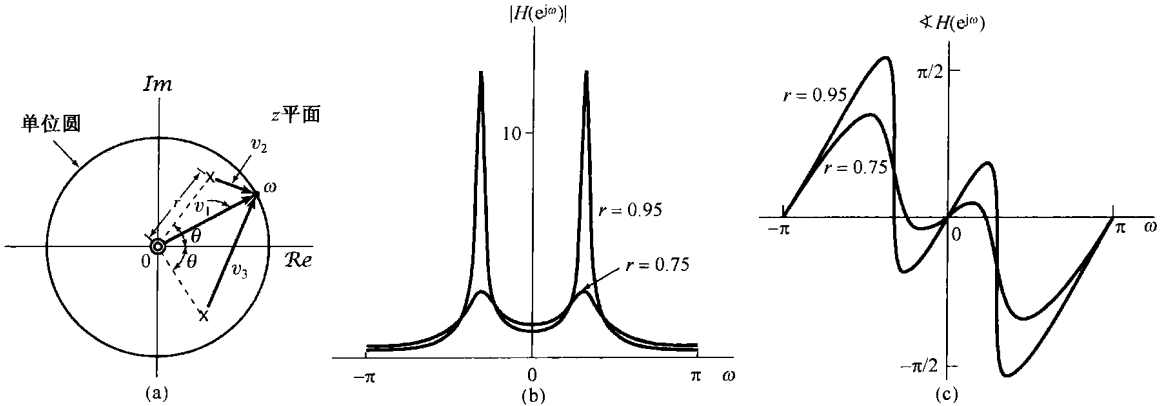 Im
单位圆
z平面
v₂
ω
r
v₁
θ
0
θ
v₃
Re
(a)
|H(e^{jω})|
10
r = 0.95
r = 0.75
−π
0
π
ω
(b)
∢H(e^{jω})
π/2
r = 0.95
r = 0.75
−π
0
π
ω
−π/2
(c)